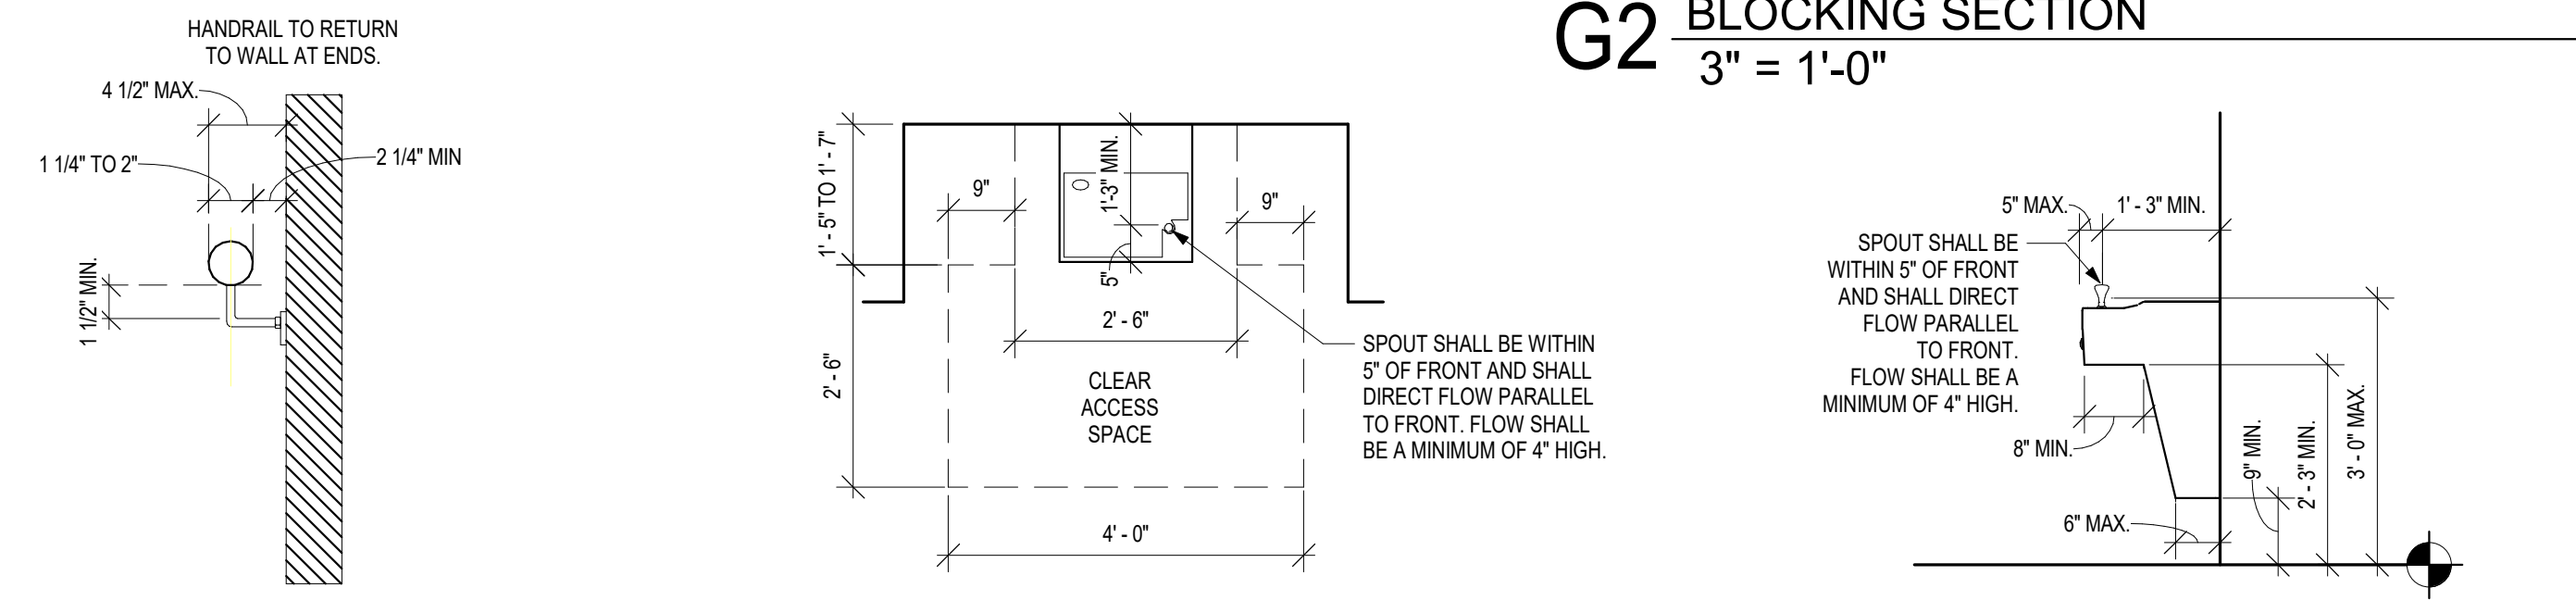 HANDRAIL TO RETURN
TO WALL AT ENDS.
4 1/2" MAX.
1 1/4" TO 2"
2 1/4" MIN
1 1/2" MIN.
G2
BLOCKING SECTION
3" = 1'-0"
1' - 5" TO 1' - 7"
9"
1'-3" MIN.
9"
5"
2' - 6"
2' - 6"
CLEAR
ACCESS
SPACE
4' - 0"
SPOUT SHALL BE WITHIN
5" OF FRONT AND SHALL
DIRECT FLOW PARALLEL
TO FRONT. FLOW SHALL
BE A MINIMUM OF 4" HIGH.
5" MAX.
1' - 3" MIN.
SPOUT SHALL BE
WITHIN 5" OF FRONT
AND SHALL DIRECT
FLOW PARALLEL
TO FRONT.
FLOW SHALL BE A
MINIMUM OF 4" HIGH.
8" MIN.
6" MAX.
9" MIN.
2' - 3" MIN.
3' - 0" MAX.